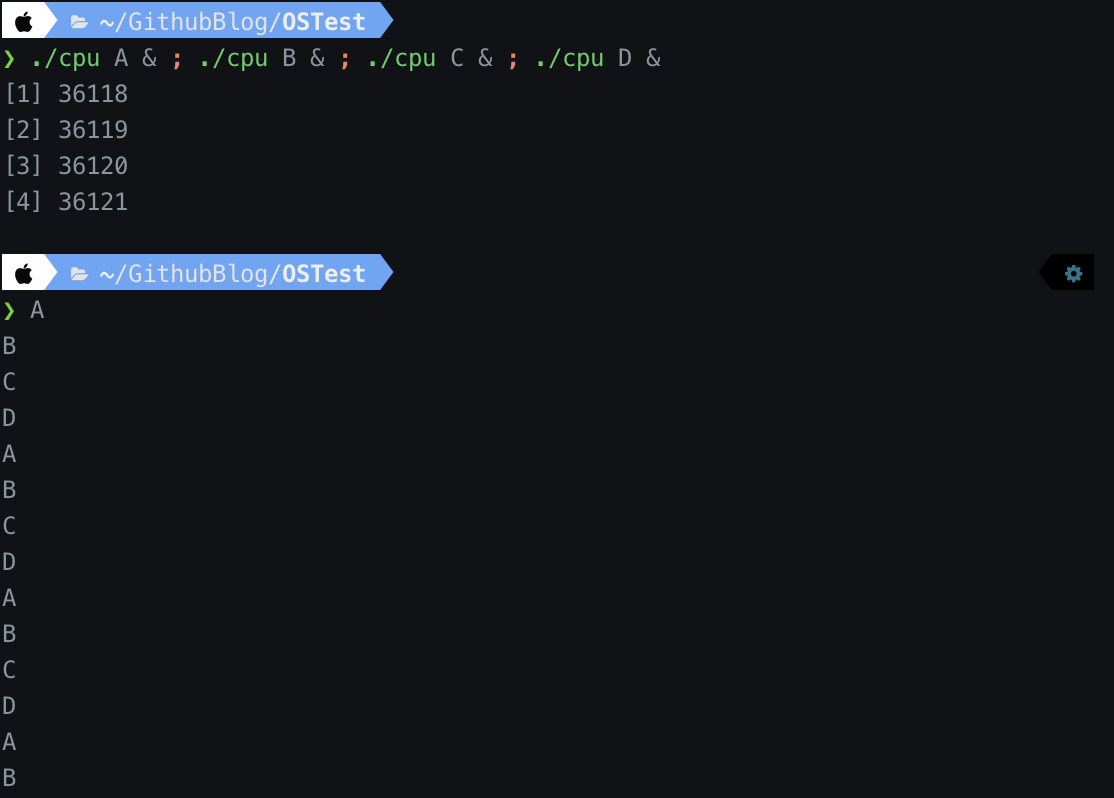 ~/GithubBlog/OSTest
❯ ./cpu A & ; ./cpu B & ; ./cpu C & ; ./cpu D &
[1] 36118
[2] 36119
[3] 36120
[4] 36121
~/GithubBlog/OSTest
❯ A
B
C
D
A
B
C
D
A
B
C
D
A
B